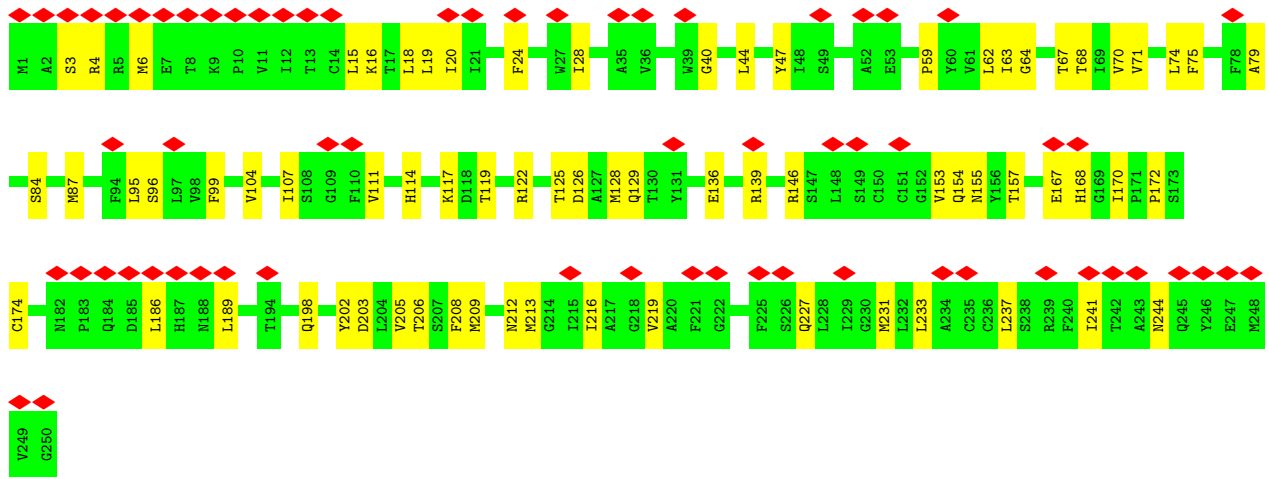 M1 A2 S3 R4 R5 M6 E7 T8 K9 P10 V11 I12 T13 C14 L15 K16 T17 L18 L19 I20 I21 F24 W27 I28 A35 V36 W39 G40 L44 Y47 I48 S49 A52 E53 P59 Y60 V61 L62 I63 G64 T67 T68 I69 V70 V71 L74 F75 F78 A79
S84 M87 F94 L95 S96 L97 V98 F99 V104 I107 S108 G109 F110 V111 H114 K117 D118 T119 R122 T125 D126 A127 M128 Q129 T130 Y131 E136 R139 R146 S147 L148 S149 C150 C151 G152 V153 Q154 N155 Y156 T157 E167 H168 G169 I170 P171 P172 S173
C174 N182 P183 Q184 D185 L186 H187 N188 L189 T194 Q198 Y202 D203 L204 V205 T206 S207 F208 M209 N212 M213 G214 I215 I216 A217 G218 V219 A220 F221 G222 F225 S226 Q227 L228 I229 G230 M231 L232 L233 A234 C235 C236 L237 S238 R239 F240 I241 T242 A243 N244 Q245 Y246 E247 M248
V249 G250